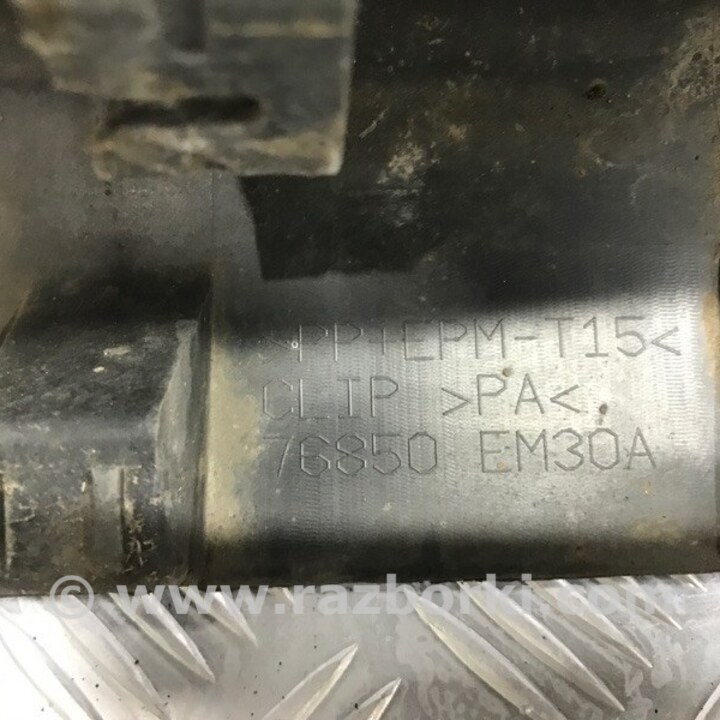 >PP+EPM-T15<
CLIP >PA<
76850 EM30A
© www.razborki.com